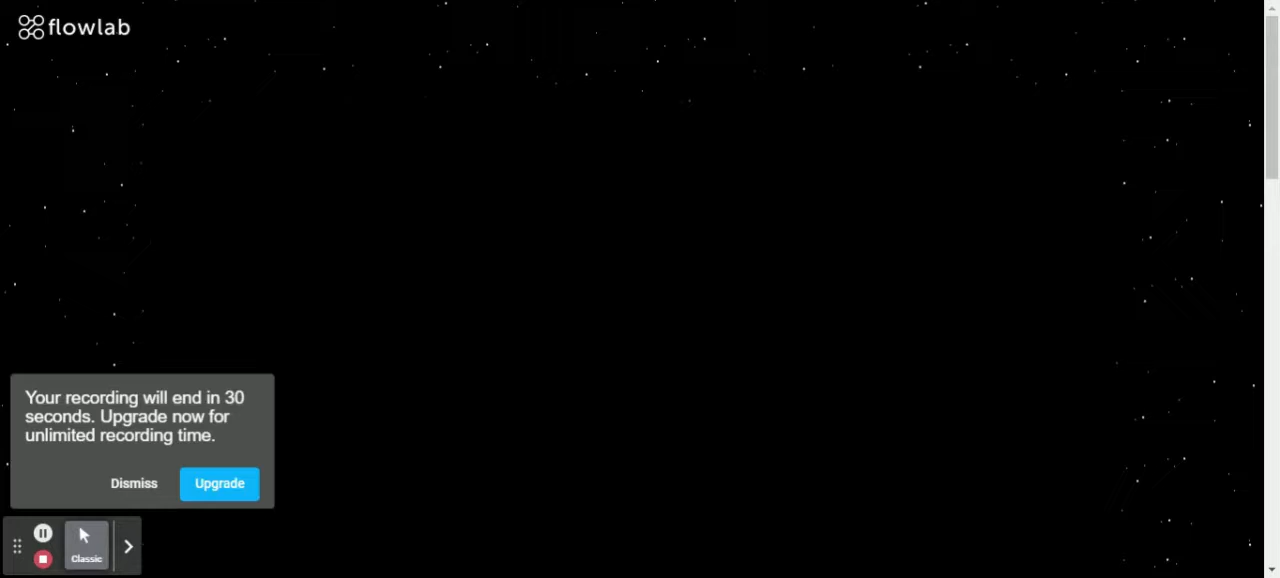 flowlab
Your recording will end in 30
seconds. Upgrade now for
unlimited recording time.
Dismiss
Upgrade
Classic